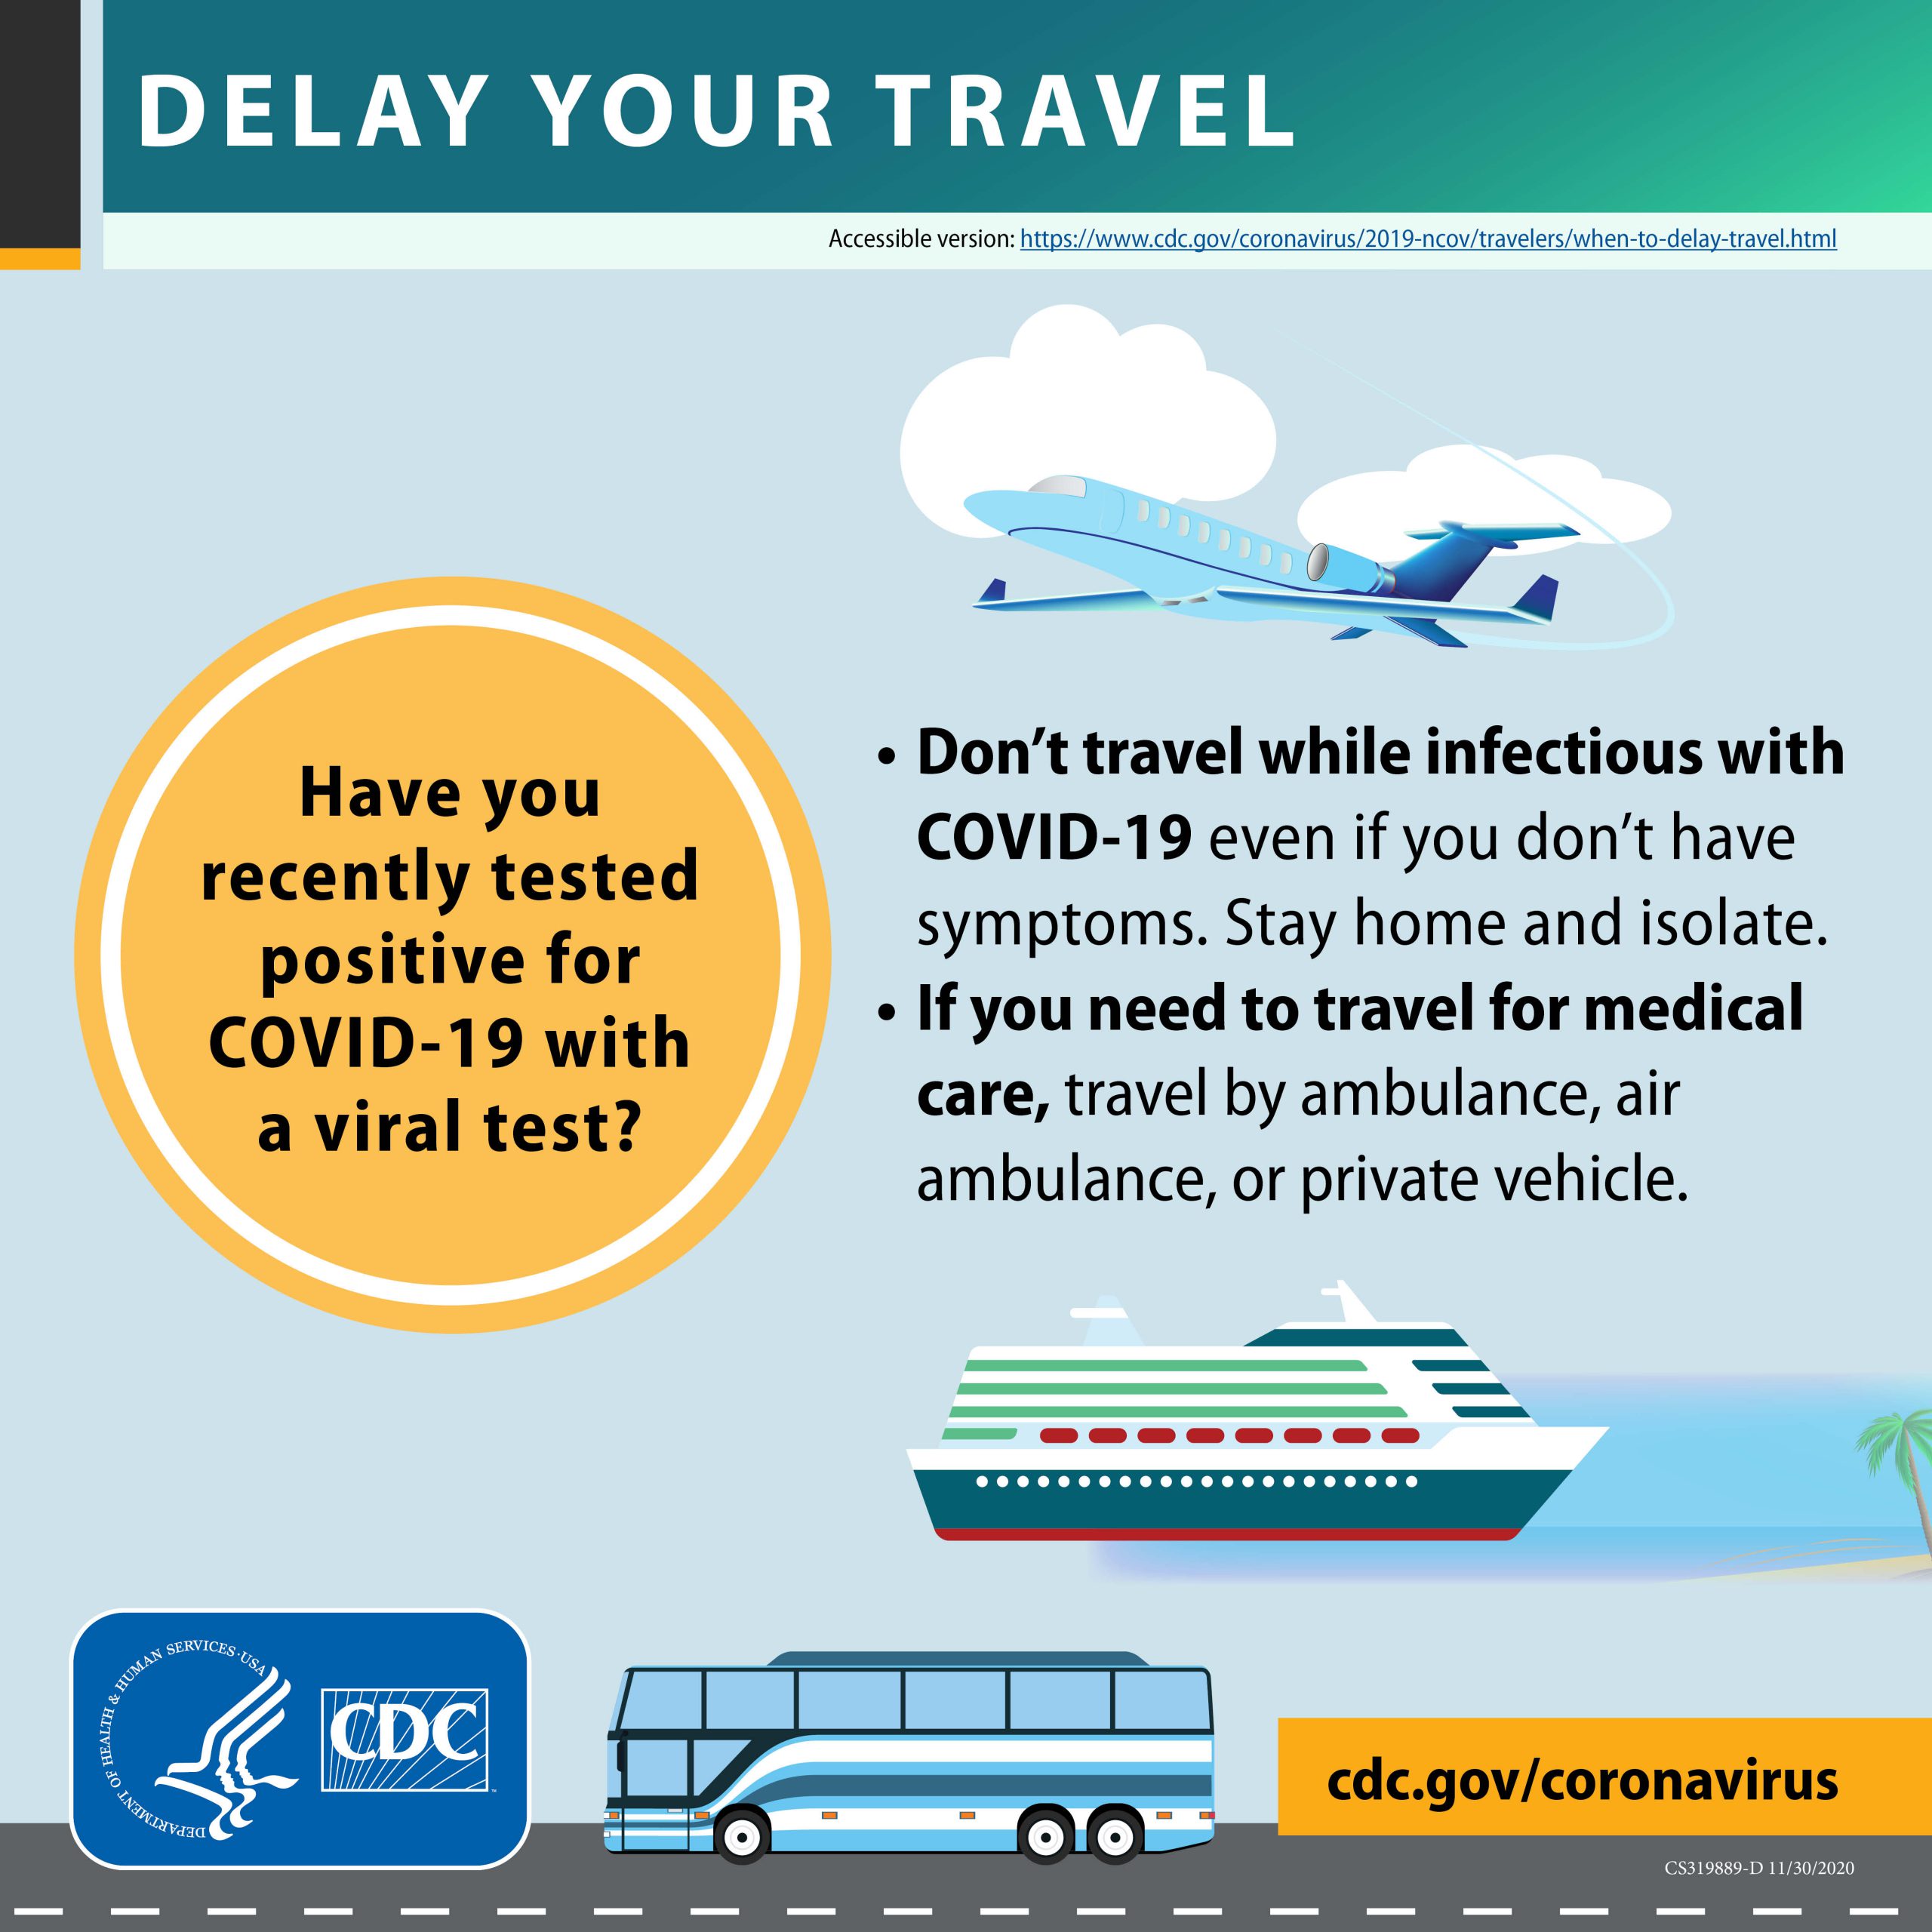 DELAY YOUR TRAVEL
Accessible version: https://www.cdc.gov/coronavirus/2019-ncov/travelers/when-to-delay-travel.html
Have you
recently tested
positive for
COVID-19 with
a viral test?
• Don’t travel while infectious with
COVID-19 even if you don’t have
symptoms. Stay home and isolate.
• If you need to travel for medical
care, travel by ambulance, air
ambulance, or private vehicle.
DEPARTMENT OF HEALTH & HUMAN SERVICES·USA
CDC
™
cdc.gov/coronavirus
CS319889-D 11/30/2020